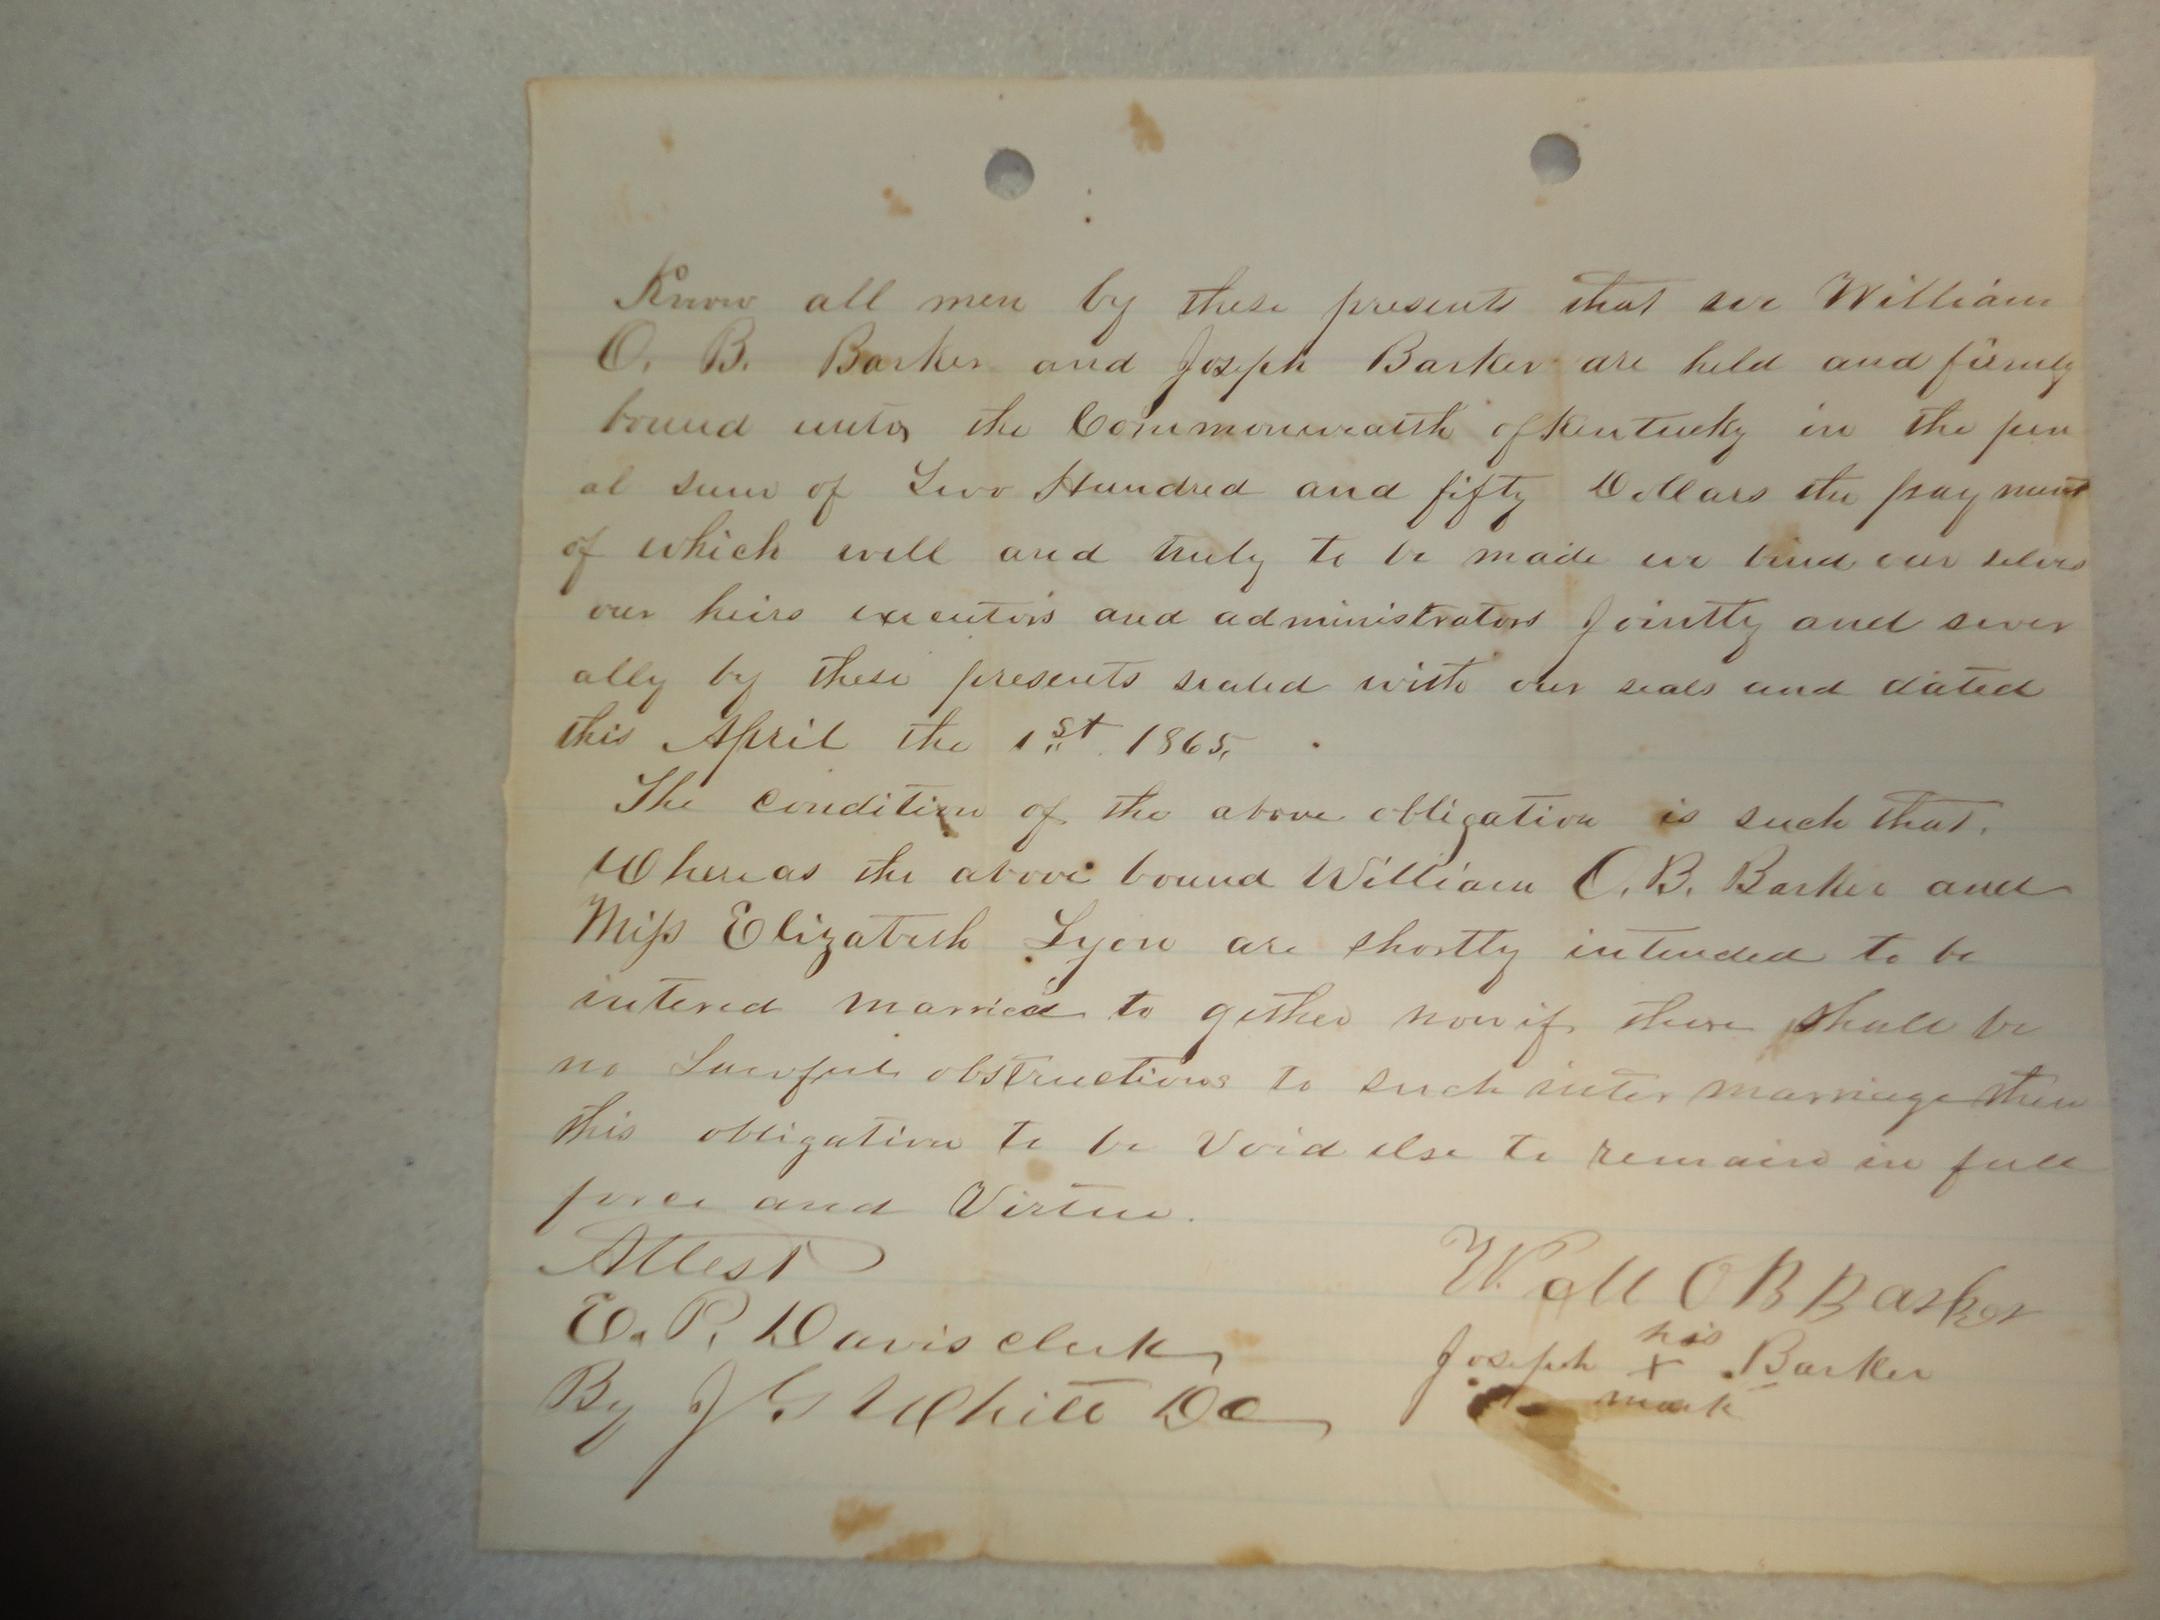 Know all men by these presents that we William
O. B. Barker and Joseph Barker are held and firmly
bound unto the Commonwealth of Kentucky in the pen
al sum of Two Hundred and fifty Dollars the payment
of which well and truly to be made we bind our selves
our heirs executors and administrators jointly and sever
ally by these presents sealed with our seals and dated
this April the 1st 1865,
The condition of the above obligation is such that.
Whereas the above bound William O. B. Barker and
Miss Elizabeth Lyon are shortly intended to be
intered married to gether now if there shall be
no Lawful obstructions to such inter marriage then
this obligation to be Void else to remain in full
force and Virtue.
Attest
E. P. Davis clerk
By J G White DC
O B Barker
his
Joseph X Barker
mark